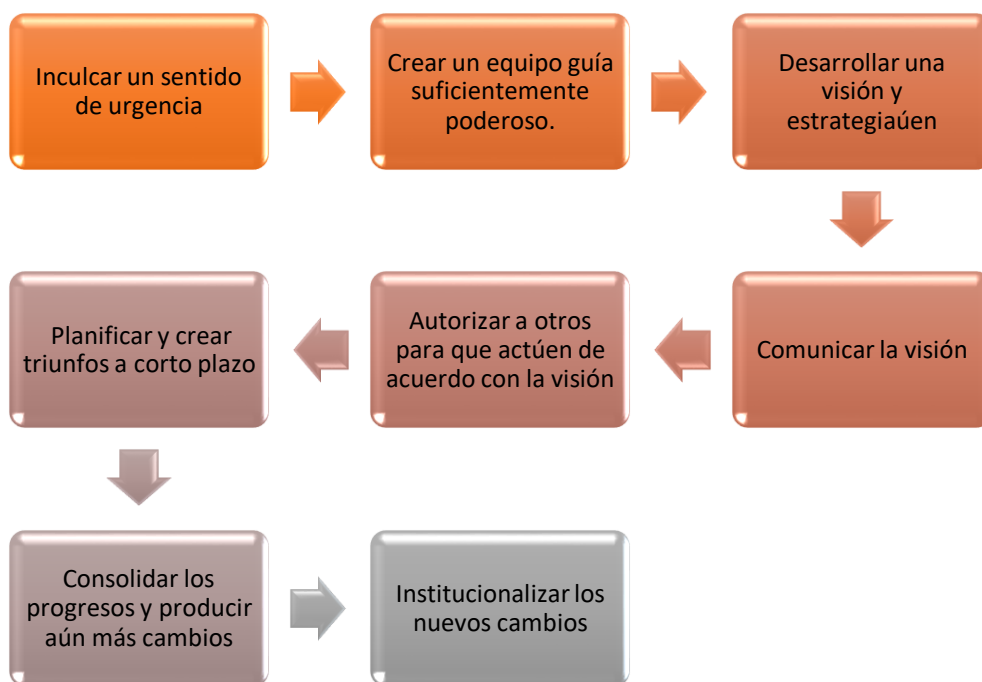 Inculcar un sentido
de urgencia
Crear un equipo guía
suficientemente
poderoso.
Desarrollar una
visión y
estrategiaúen
Comunicar la visión
Autorizar a otros
para que actúen de
acuerdo con la visión
Planificar y crear
triunfos a corto plazo
Consolidar los
progresos y producir
aún más cambios
Institucionalizar los
nuevos cambios